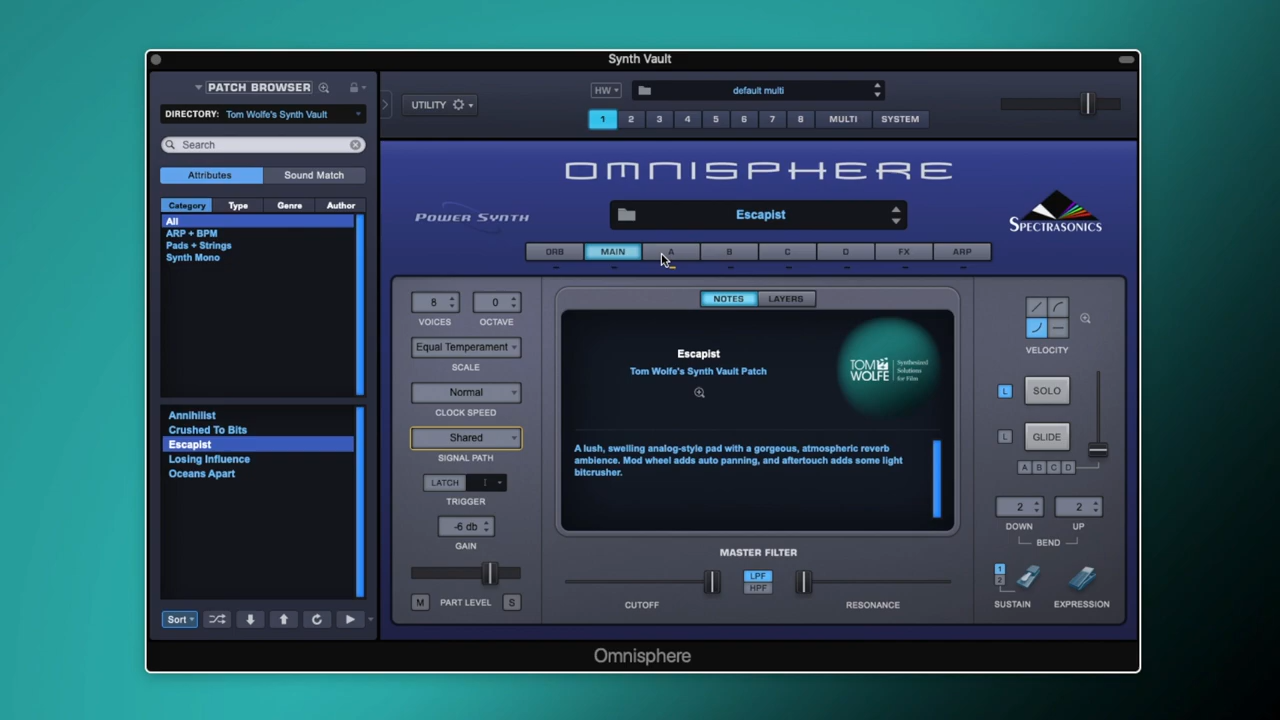 Synth Vault
PATCH BROWSER
DIRECTORY: Tom Wolfe's Synth Vault
Search
Attributes Sound Match
Category Type Genre Author
All
ARP + BPM
Pads + Strings
Synth Mono
Annihilist
Crushed To Bits
Escapist
Losing Influence
Oceans Apart
Sort
UTILITY
HW
default multi
1 2 3 4 5 6 7 8 MULTI SYSTEM
OMNISPHERE
POWER SYNTH
Escapist
SPECTRASONICS
ORB MAIN A B C D FX ARP
8 0
VOICES OCTAVE
Equal Temperament
SCALE
Normal
CLOCK SPEED
Shared
SIGNAL PATH
LATCH
TRIGGER
-6 db
GAIN
M PART LEVEL S
NOTES LAYERS
Escapist
Tom Wolfe's Synth Vault Patch
TOM WOLFE
Synthesized
Solutions
for Film
A lush, swelling analog-style pad with a gorgeous, atmospheric reverb
ambience. Mod wheel adds auto panning, and aftertouch adds some light
bitcrusher.
MASTER FILTER
LPF
HPF
CUTOFF RESONANCE
VELOCITY
L SOLO
L GLIDE
A B C D
2 2
DOWN UP
BEND
1
2
SUSTAIN EXPRESSION
Omnisphere